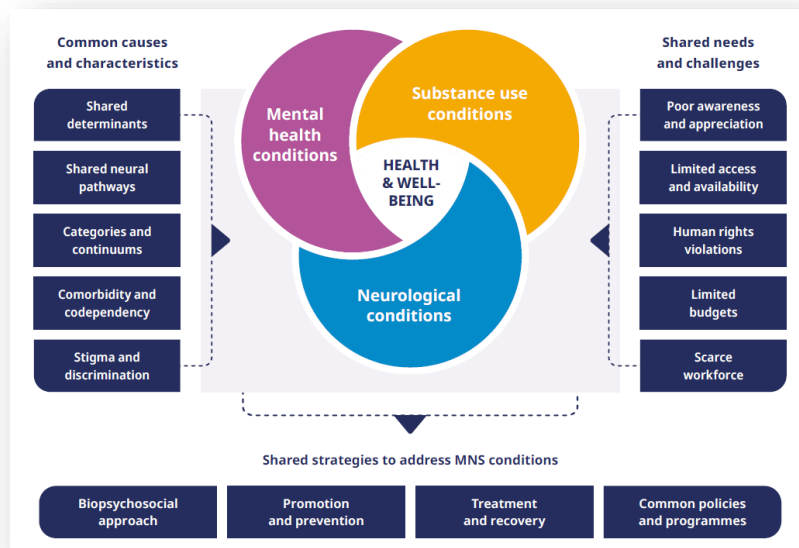 Common causes
and characteristics
Shared
determinants
Shared neural
pathways
Categories and
continuums
Comorbidity and
codependency
Stigma and
discrimination
Mental
health
conditions
Substance use
conditions
HEALTH
& WELL-
BEING
Neurological
conditions
Shared needs
and challenges
Poor awareness
and appreciation
Limited access
and availability
Human rights
violations
Limited
budgets
Scarce
workforce
Shared strategies to address MNS conditions
Biopsychosocial
approach
Promotion
and prevention
Treatment
and recovery
Common policies
and programmes